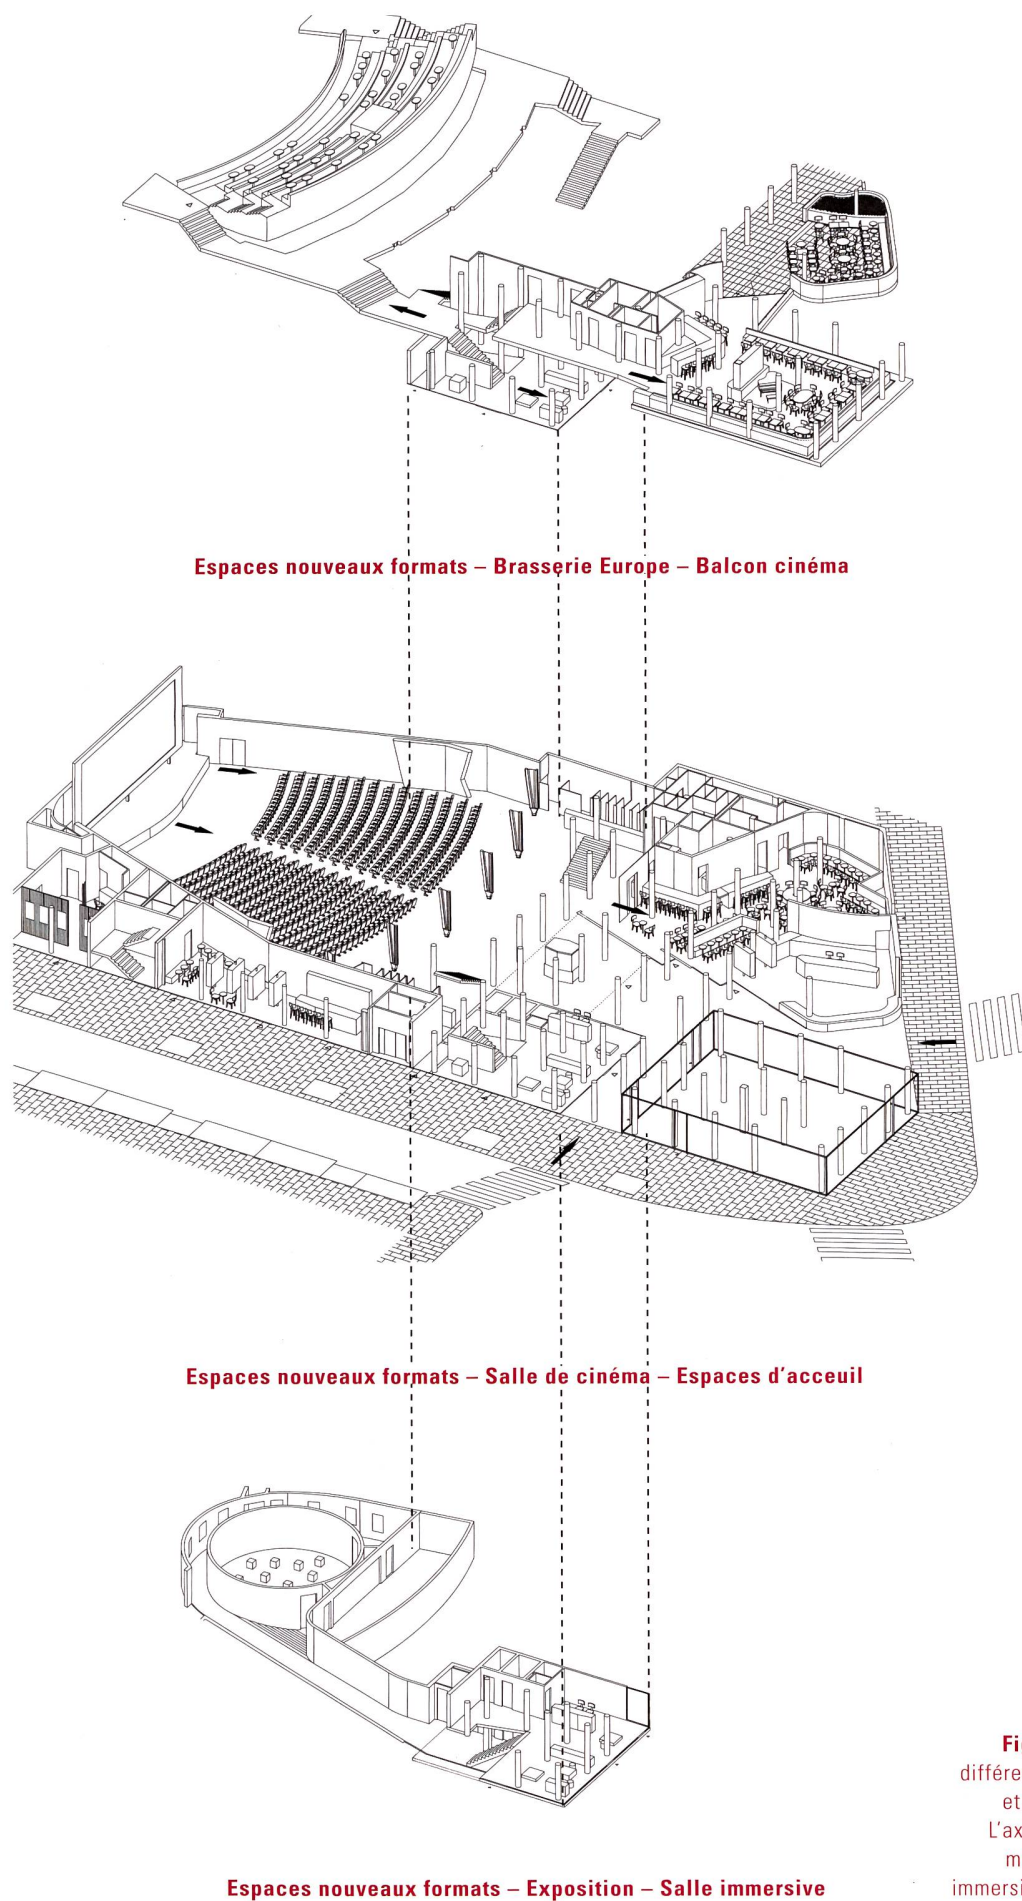 Espaces nouveaux formats – Brasserie Europe – Balcon cinéma
Espaces nouveaux formats – Salle de cinéma – Espaces d'acceuil
différe
et
L'ax
m
immersi
Espaces nouveaux formats – Exposition – Salle immersive